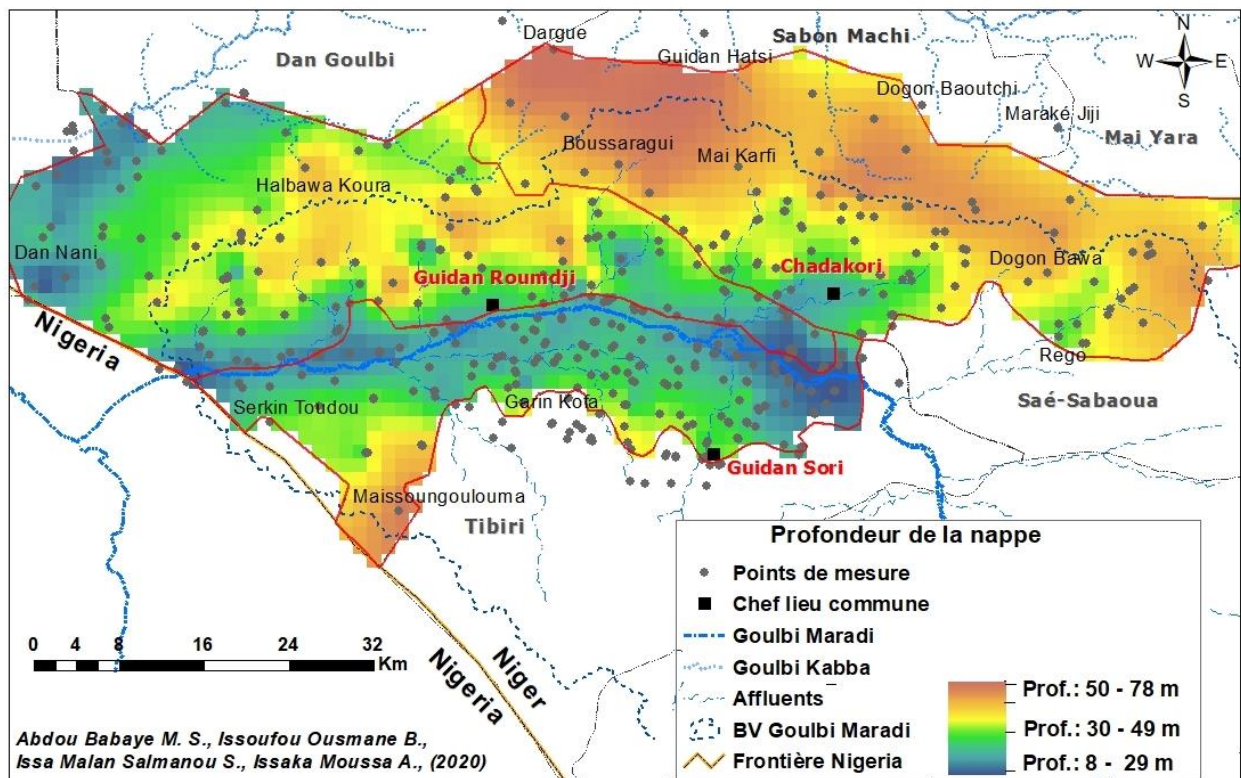 Dargue
Sabon Machi
Dan Goulbi
Guidan Hatsi
N
W E
S
Dogon Baoutchi
Maraké Jiji
Mai Yara
Boussaragui
Mai Karfi
Halbawa Koura
Dan Nani
Guidan Roumdji
Chadakori
Dogon Bawa
Nigeria
Rego
Saé-Sabaoua
Serkin Toudou
Garin Kota
Guidan Sori
Maissoungoulouma
Tibiri
Profondeur de la nappe
Points de mesure
Chef lieu commune
Goulbi Maradi
Goulbi Kabba
Affluents
BV Goulbi Maradi
Frontière Nigeria
Prof.: 50 - 78 m
Prof.: 30 - 49 m
Prof.: 8 - 29 m
0 4 8 16 24 32
Km
Niger
Nigeria
Abdou Babaye M. S., Issoufou Ousmane B.,
Issa Malan Salmanou S., Issaka Moussa A., (2020)